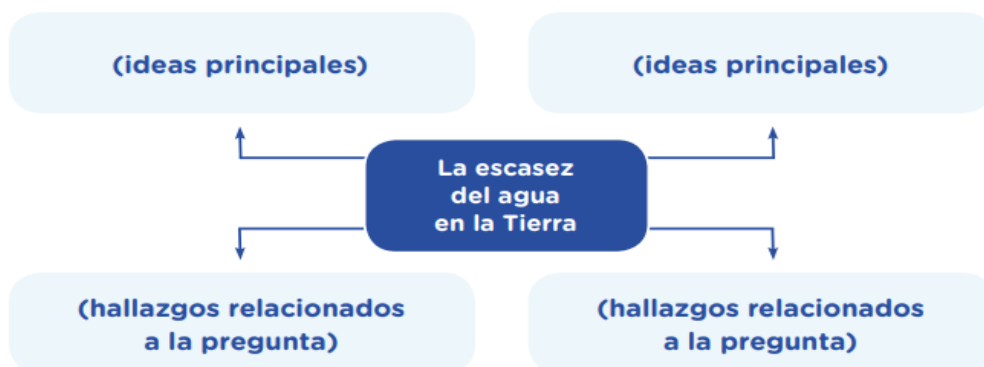 (ideas principales)
(ideas principales)
La escasez
del agua
en la Tierra
(hallazgos relacionados
a la pregunta)
(hallazgos relacionados
a la pregunta)